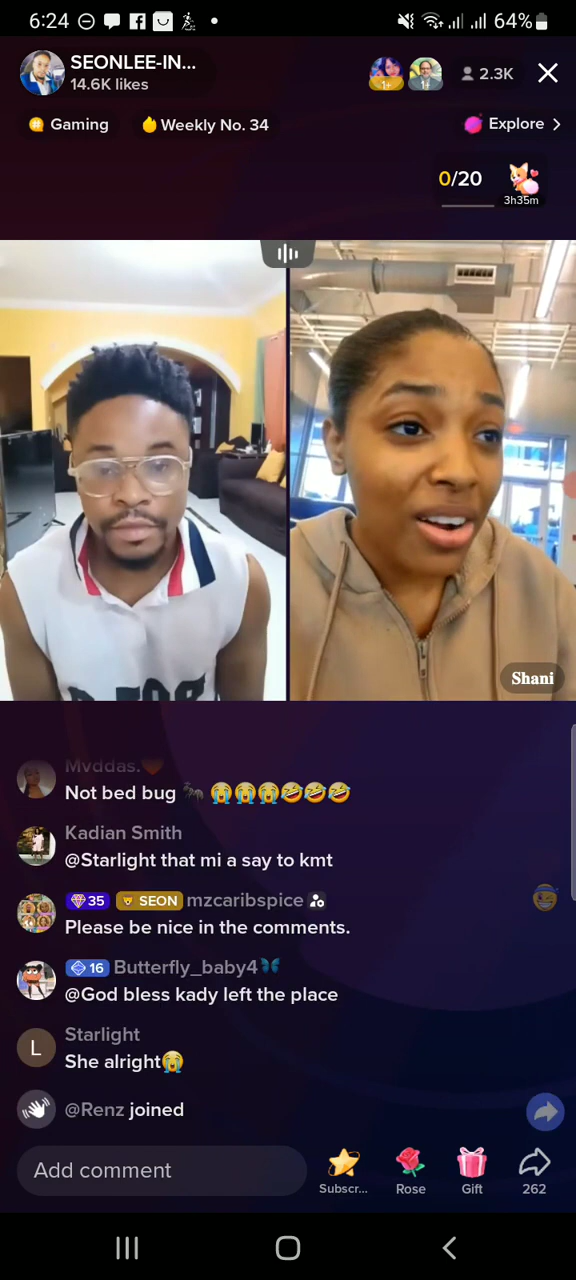 6:24
64%
SEONLEE-IN...
14.6K likes
1+
1+
2.3K
Gaming
Weekly No. 34
Explore >
0/20
3h35m
Shani
Mvddas.🧡
Not bed bug 🦗 😭😭😭🤣🤣🤣
Kadian Smith
@Starlight that mi a say to kmt
35 SEON mzcaribspice
Please be nice in the comments.
16 Butterfly_baby4🦋
@God bless kady left the place
L
Starlight
She alright😭
@Renz joined
Add comment
Subscr...
Rose
Gift
262